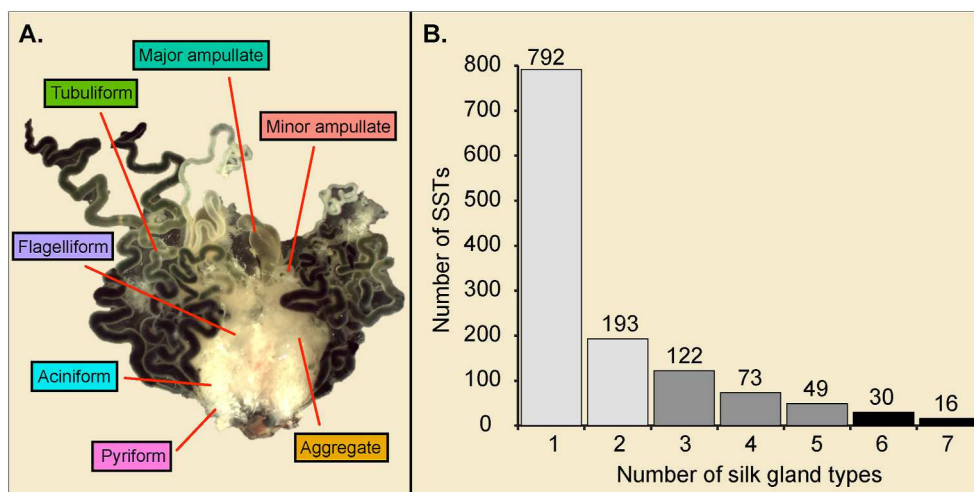 A.
Major ampullate
Tubuliform
Minor ampullate
Flagelliform
Aciniform
Pyriform
Aggregate
B.
Number of SSTs
800
700
600
500
400
300
200
100
0
792
193
122
73
49
30
16
1 2 3 4 5 6 7
Number of silk gland types